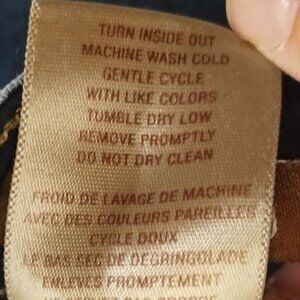 TURN INSIDE OUT
MACHINE WASH COLD
GENTLE CYCLE
WITH LIKE COLORS
TUMBLE DRY LOW
REMOVE PROMPTLY
DO NOT DRY CLEAN
FROID DE LAVAGE DE MACHINE
AVEC DES COULEURS PAREILLES
CYCLE DOUX
LE BAS SEC DE DEGRINGOLADE
ENLEVES PROMPTEMENT